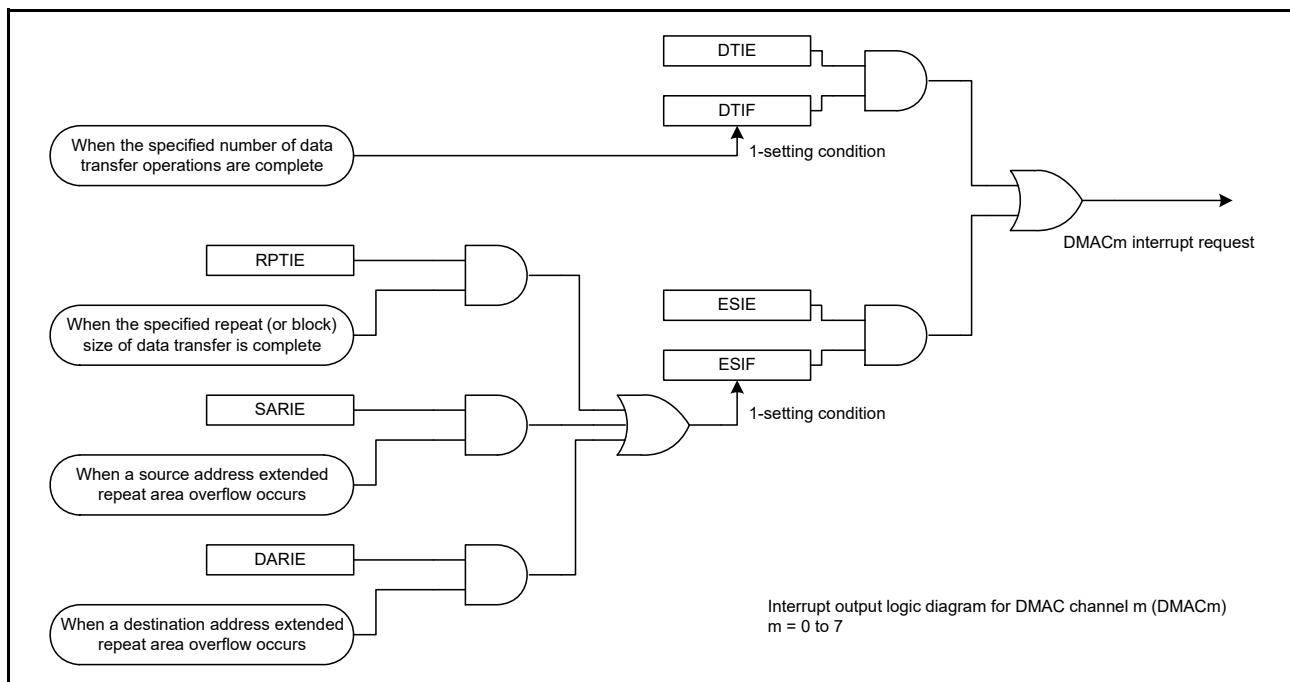 DTIE
DTIF
When the specified number of data
transfer operations are complete
1-setting condition
DMACm interrupt request
RPTIE
When the specified repeat (or block)
size of data transfer is complete
ESIE
ESIF
1-setting condition
SARIE
When a source address extended
repeat area overflow occurs
DARIE
When a destination address extended
repeat area overflow occurs
Interrupt output logic diagram for DMAC channel m (DMACm)
m = 0 to 7